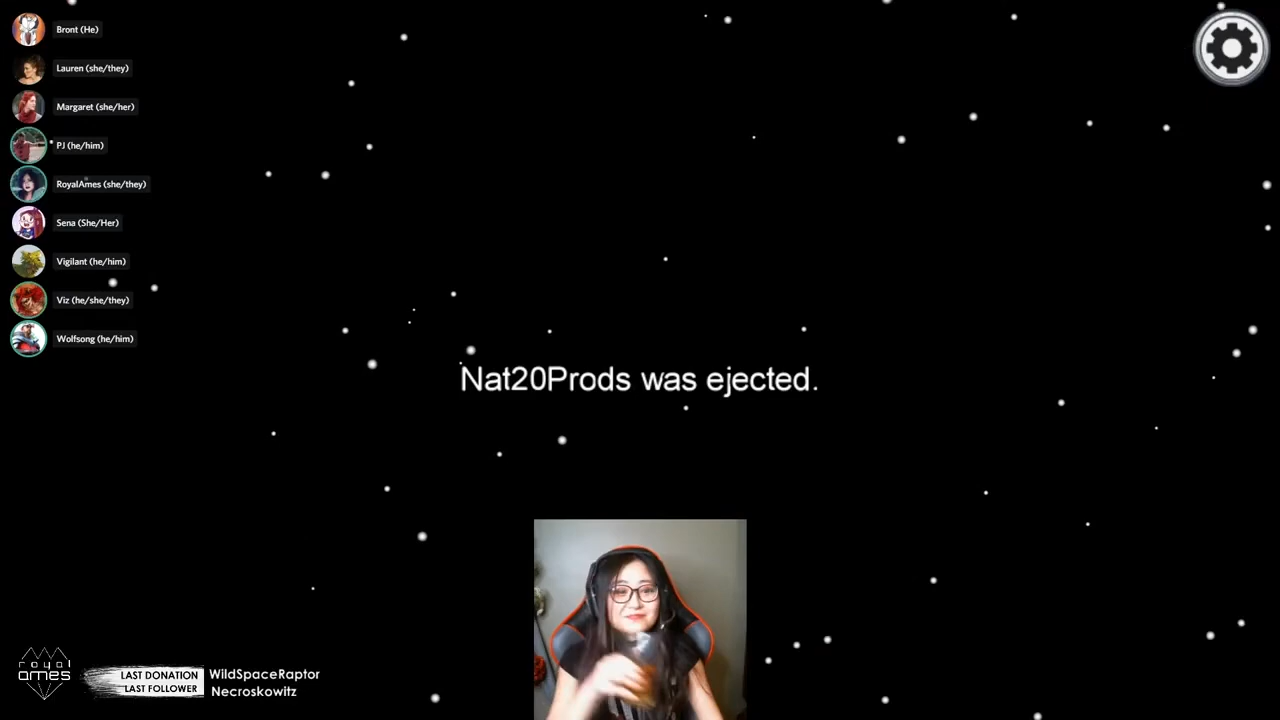 Bront (He)
Lauren (she/they)
Margaret (she/her)
PJ (he/him)
RoyalAmes (she/they)
Sena (She/Her)
Vigilant (he/him)
Viz (he/she/they)
Wolfsong (he/him)
Nat20Prods was ejected.
royal
ames
LAST DONATION WildSpaceRaptor
LAST FOLLOWER Necroskowitz